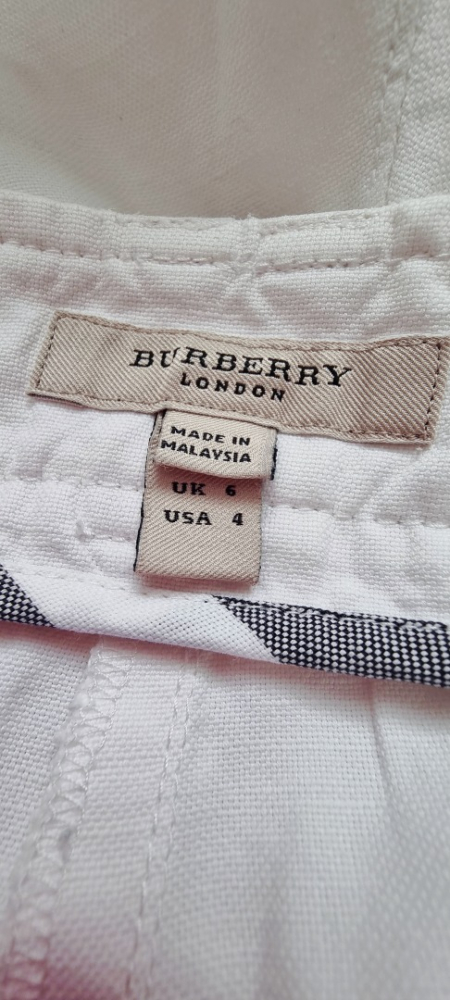 BURBERRY
LONDON
MADE IN
MALAYSIA
UK 6
USA 4